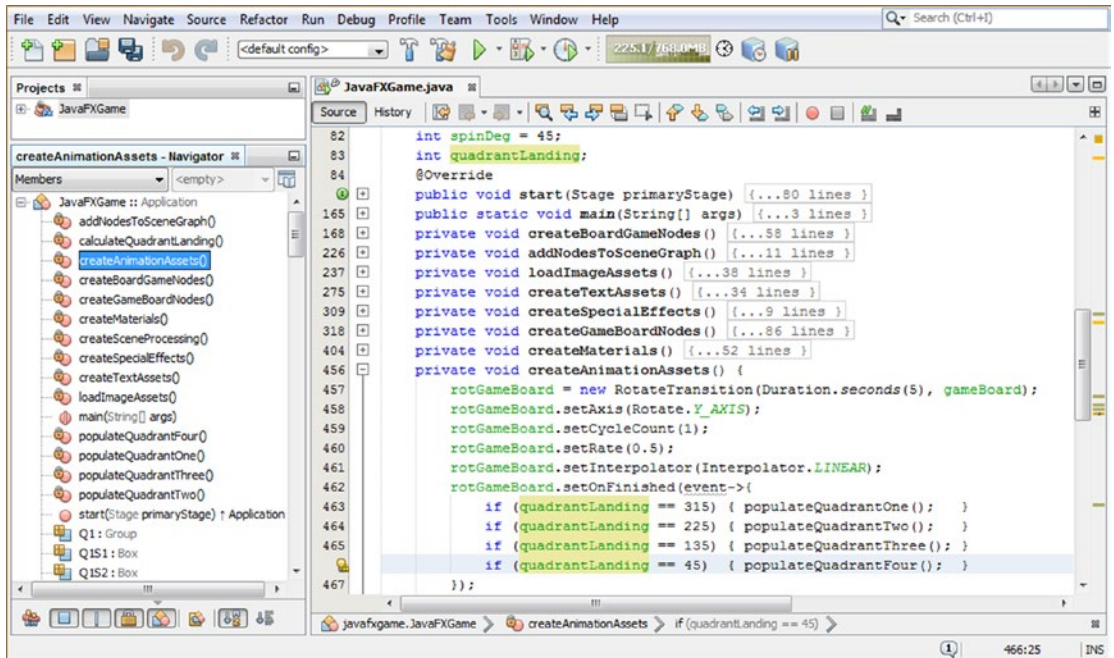 File Edit View Navigate Source Refactor Run Debug Profile Team Tools Window Help
Search (Ctrl+I)
<default config>
225.1/768.0MB
Projects
JavaFXGame
createAnimationAssets - Navigator
Members
<empty>
JavaFXGame :: Application
addNodesToSceneGraph()
calculateQuadrantLanding()
createAnimationAssets()
createBoardGameNodes()
createGameBoardNodes()
createMaterials()
createSceneProcessing()
createSpecialEffects()
createTextAssets()
loadImageAssets()
main(String[] args)
populateQuadrantFour()
populateQuadrantOne()
populateQuadrantThree()
populateQuadrantTwo()
start(Stage primaryStage) ↑ Application
Q1 : Group
Q1S1 : Box
Q1S2 : Box
JavaFXGame.java
Source History
82 int spinDeg = 45;
83 int quadrantLanding;
84 @Override
public void start(Stage primaryStage) {...80 lines }
165 public static void main(String[] args) {...3 lines }
168 private void createBoardGameNodes() {...58 lines }
226 private void addNodesToSceneGraph() {...11 lines }
237 private void loadImageAssets() {...38 lines }
275 private void createTextAssets() {...34 lines }
309 private void createSpecialEffects() {...9 lines }
318 private void createGameBoardNodes() {...86 lines }
404 private void createMaterials() {...52 lines }
456 private void createAnimationAssets() {
457 rotGameBoard = new RotateTransition(Duration.seconds(5), gameBoard);
458 rotGameBoard.setAxis(Rotate.Y_AXIS);
459 rotGameBoard.setCycleCount(1);
460 rotGameBoard.setRate(0.5);
461 rotGameBoard.setInterpolator(Interpolator.LINEAR);
462 rotGameBoard.setOnFinished(event->{
463 if (quadrantLanding == 315) { populateQuadrantOne(); }
464 if (quadrantLanding == 225) { populateQuadrantTwo(); }
465 if (quadrantLanding == 135) { populateQuadrantThree(); }
if (quadrantLanding == 45) { populateQuadrantFour(); }
467 });
javafxgame.JavaFXGame
createAnimationAssets
if (quadrantLanding == 45)
1
466:25
INS